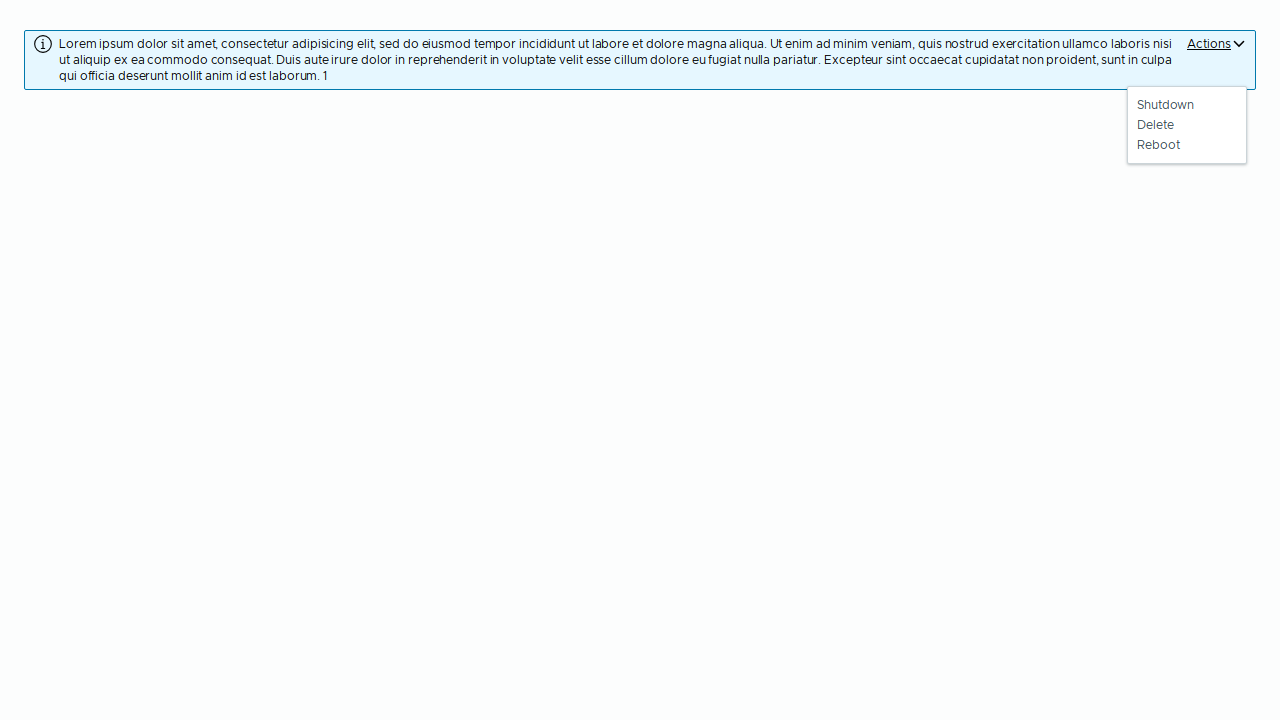 Lorem ipsum dolor sit amet, consectetur adipisicing elit, sed do eiusmod tempor incididunt ut labore et dolore magna aliqua. Ut enim ad minim veniam, quis nostrud exercitation ullamco laboris nisi
ut aliquip ex ea commodo consequat. Duis aute irure dolor in reprehenderit in voluptate velit esse cillum dolore eu fugiat nulla pariatur. Excepteur sint occaecat cupidatat non proident, sunt in culpa
qui officia deserunt mollit anim id est laborum. 1
Actions
Shutdown
Delete
Reboot